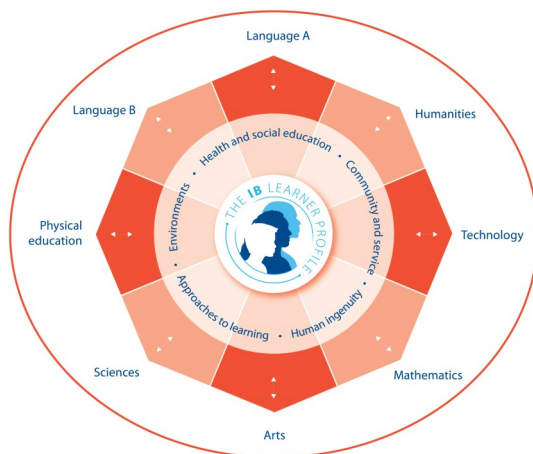 Language A
Language B
Humanities
Health and social education
•
Community and service
•
Environments
•
THE IB LEARNER PROFILE
Physical
education
Technology
Approaches to learning
•
Human ingenuity
•
Sciences
Mathematics
Arts